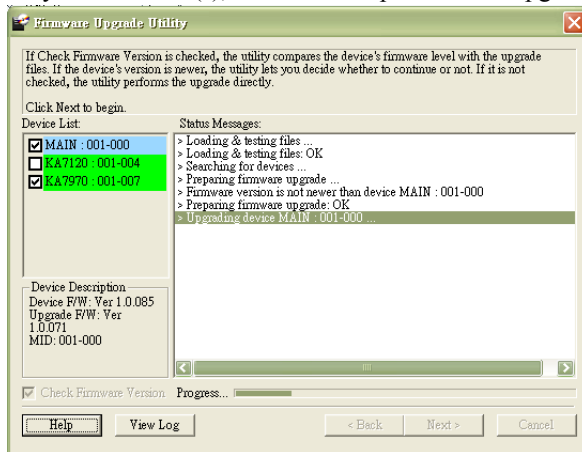 Firmware Upgrade Utility
If Check Firmware Version is checked, the utility compares the device's firmware level with the upgrade
files. If the device's version is newer, the utility lets you decide whether to continue or not. If it is not
checked, the utility performs the upgrade directly.
Click Next to begin.
Device List:
MAIN : 001-000
KA7120 : 001-004
KA7970 : 001-007
Status Messages:
> Loading & testing files ...
> Loading & testing files: OK
> Searching for devices ...
> Preparing firmware upgrade ...
> Firmware version is not newer than device MAIN : 001-000
> Preparing firmware upgrade: OK
> Upgrading device MAIN : 001-000 ...
Device Description
Device F/W: Ver 1.0.085
Upgrade F/W: Ver
1.0.071
MID: 001-000
Check Firmware Version
Progress...
Help
View Log
< Back
Next >
Cancel